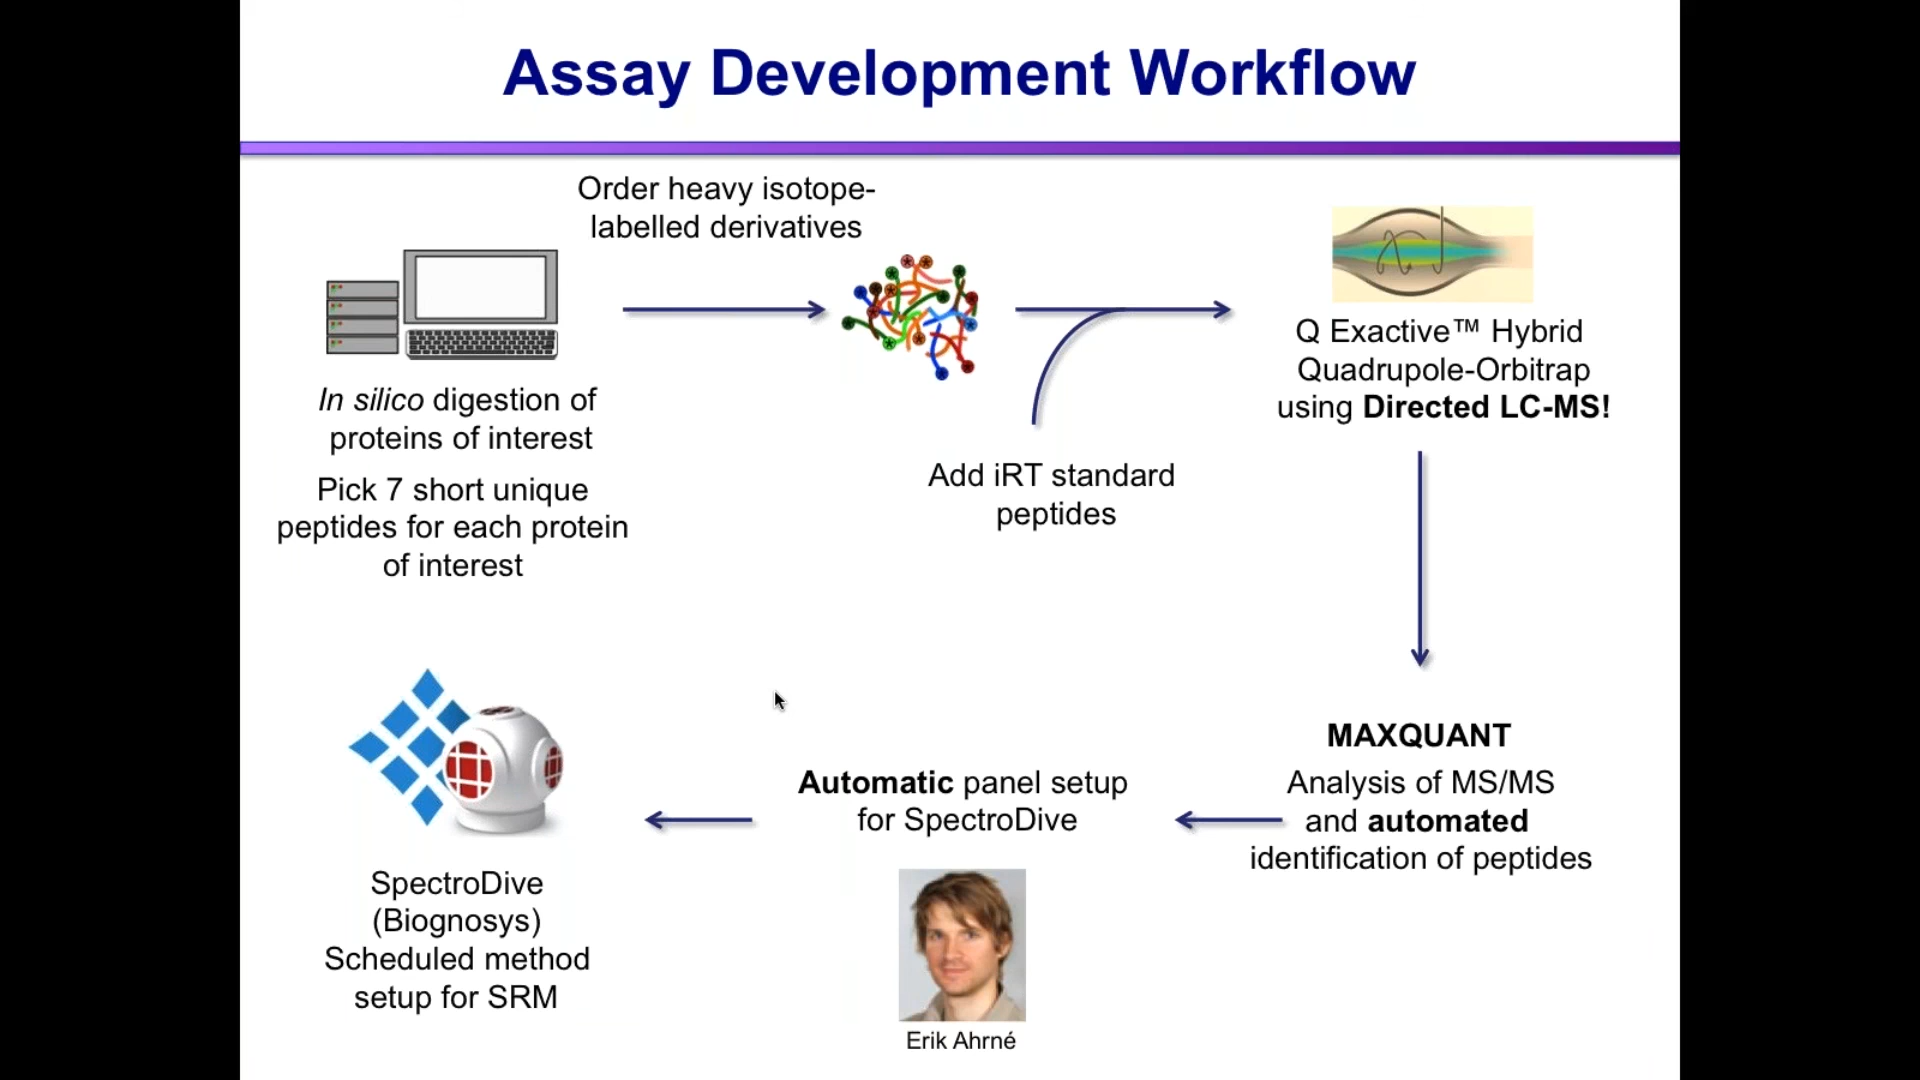 Assay Development Workflow
Order heavy isotope-
labelled derivatives
In silico digestion of
proteins of interest
Pick 7 short unique
peptides for each protein
of interest
Add iRT standard
peptides
Q Exactive™ Hybrid
Quadrupole-Orbitrap
using Directed LC-MS!
MAXQUANT
Analysis of MS/MS
and automated
identification of peptides
Automatic panel setup
for SpectroDive
Erik Ahrné
SpectroDive
(Biognosys)
Scheduled method
setup for SRM